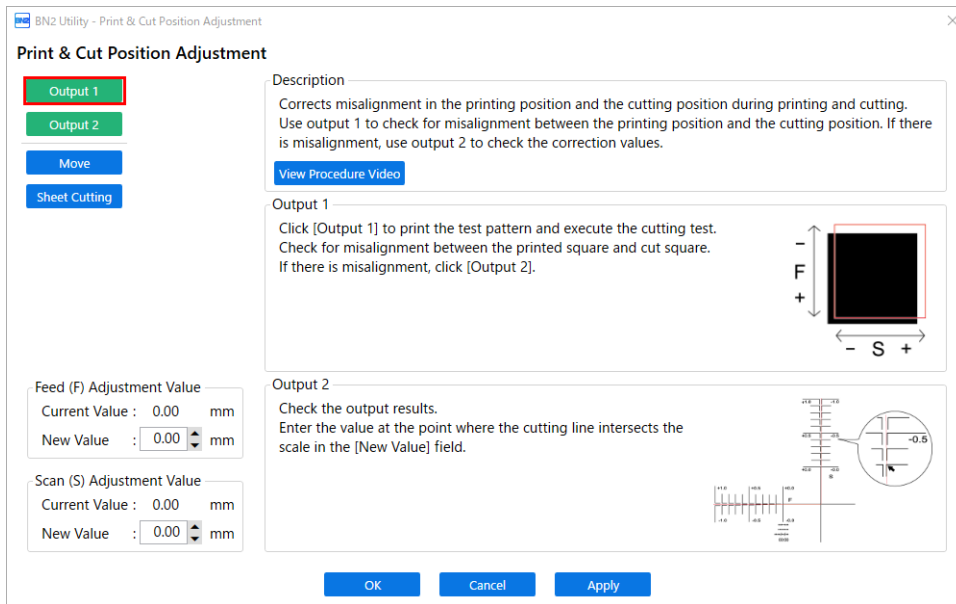 BN2 BN2 Utility - Print & Cut Position Adjustment
Print & Cut Position Adjustment
Output 1
Output 2
Move
Sheet Cutting
Description
Corrects misalignment in the printing position and the cutting position during printing and cutting.
Use output 1 to check for misalignment between the printing position and the cutting position. If there
is misalignment, use output 2 to check the correction values.
View Procedure Video
Output 1
Click [Output 1] to print the test pattern and execute the cutting test.
Check for misalignment between the printed square and cut square.
If there is misalignment, click [Output 2].
−
F
+
− S +
Feed (F) Adjustment Value
Current Value : 0.00 mm
New Value : 0.00 mm
Scan (S) Adjustment Value
Current Value : 0.00 mm
New Value : 0.00 mm
Output 2
Check the output results.
Enter the value at the point where the cutting line intersects the
scale in the [New Value] field.
-0.5
OK Cancel Apply